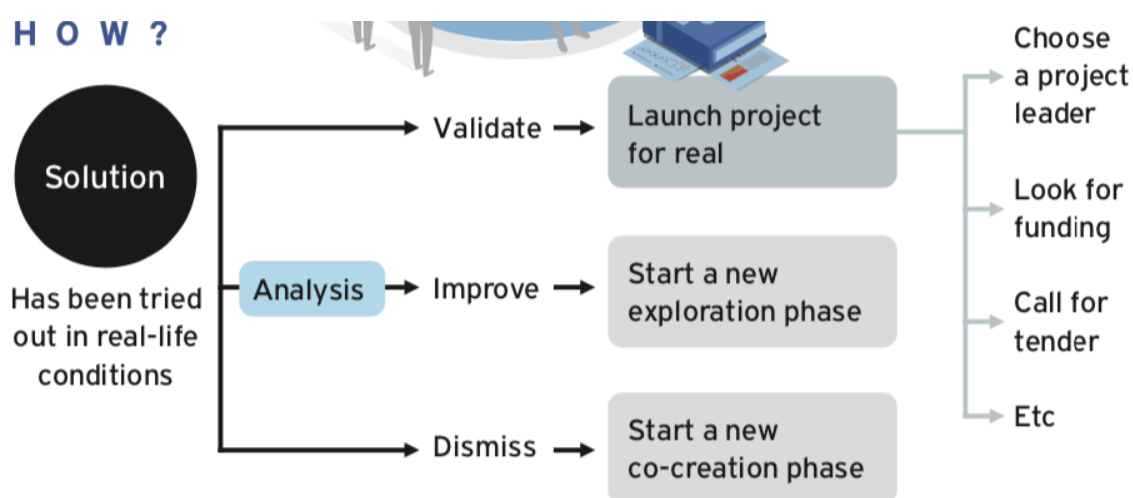 HOW?
Solution
Has been tried
out in real-life
conditions
Analysis
Validate
Improve
Dismiss
Launch project
for real
Start a new
exploration phase
Start a new
co-creation phase
Choose
a project
leader
Look for
funding
Call for
tender
Etc